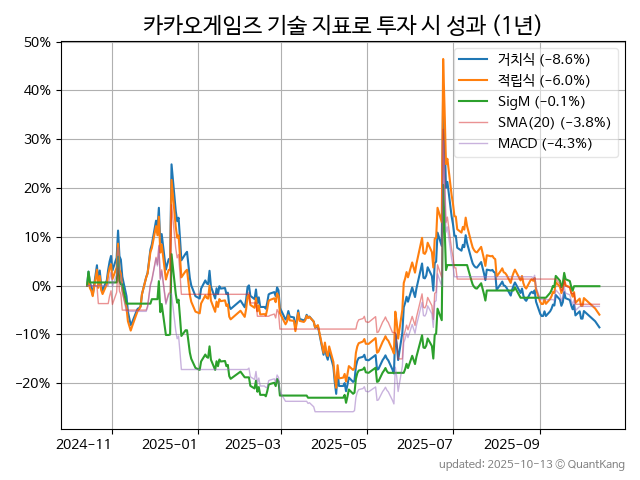 카카오게임즈 기술 지표로 투자 시 성과 (1년)
50%
40%
30%
20%
10%
0%
−10%
−20%
거치식 (−8.6%)
적립식 (−6.0%)
SigM (−0.1%)
SMA(20) (−3.8%)
MACD (−4.3%)
2024-11
2025-01
2025-03
2025-05
2025-07
2025-09
updated: 2025-10-13 © QuantKang